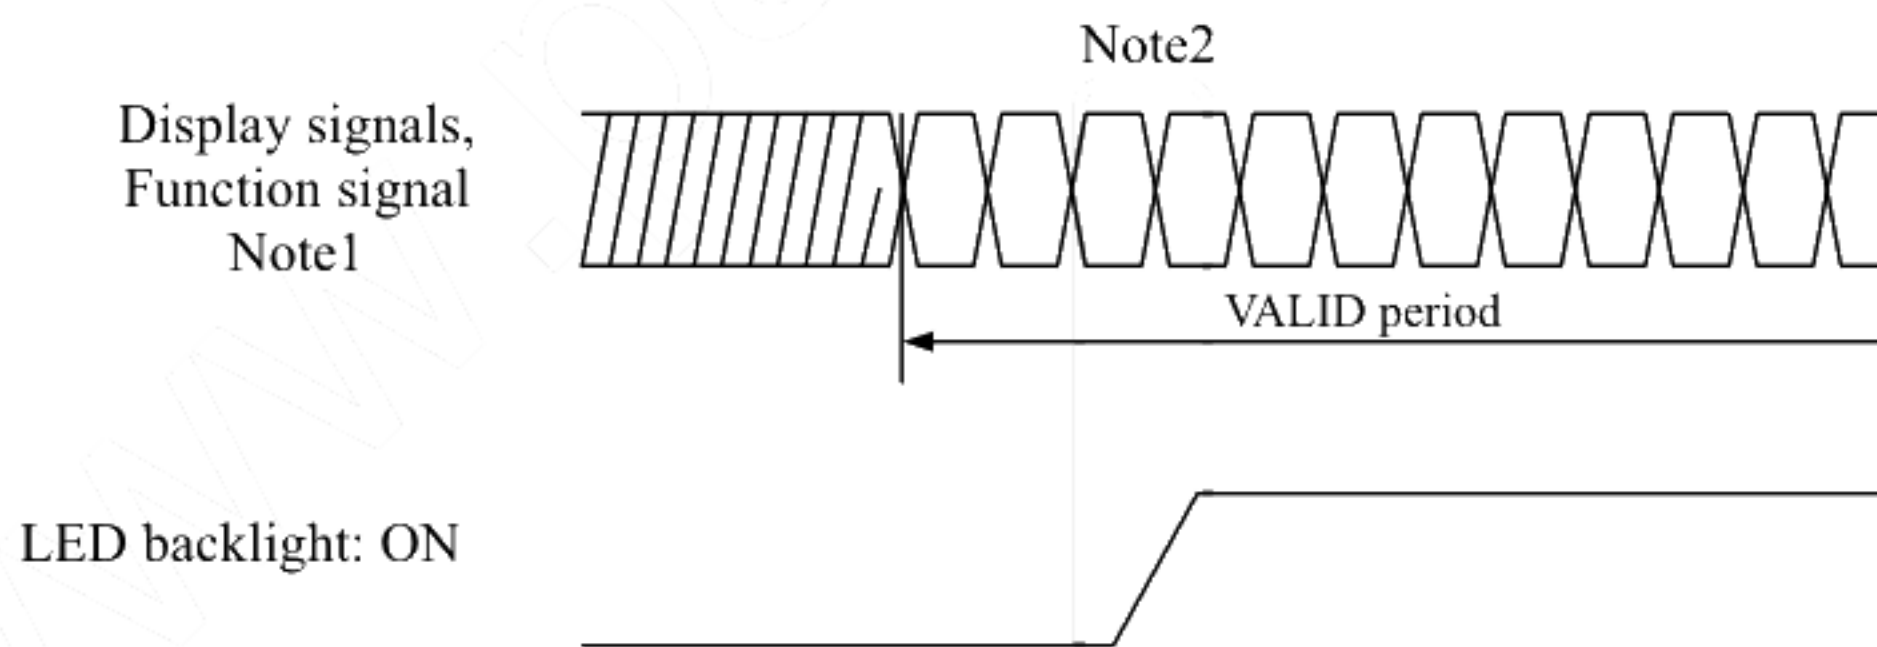 Note2
Display signals,
Function signal
Note1
VALID period
LED backlight: ON